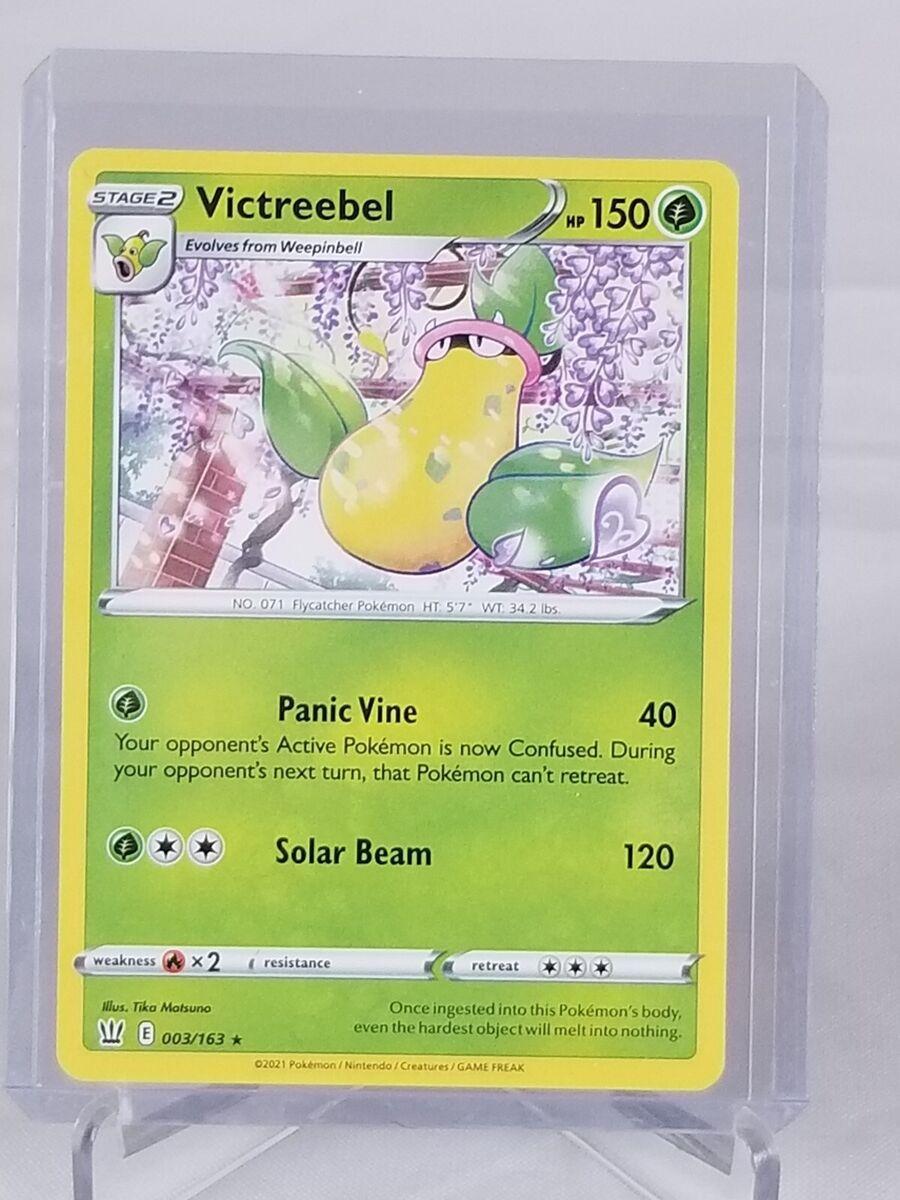 STAGE 2
Victreebel
HP 150
Evolves from Weepinbell
NO. 071 Flycatcher Pokémon HT: 5'7" WT: 34.2 lbs.
Panic Vine 40
Your opponent's Active Pokémon is now Confused. During
your opponent's next turn, that Pokémon can't retreat.
Solar Beam 120
weakness ×2 resistance retreat
Illus. Tika Matsuno
Once ingested into this Pokémon's body,
even the hardest object will melt into nothing.
E 003/163 ★
©2021 Pokémon / Nintendo / Creatures / GAME FREAK